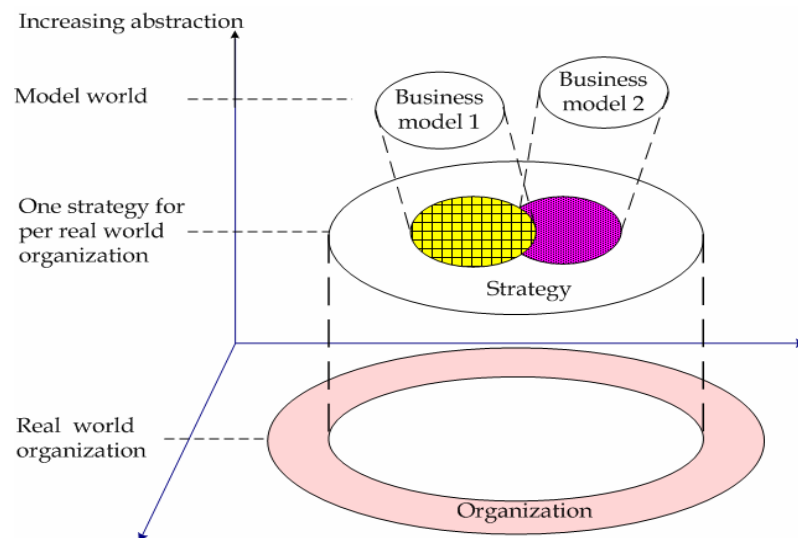 Increasing abstraction
Model world
Business
model 1
Business
model 2
One strategy for
per real world
organization
Strategy
Real world
organization
Organization